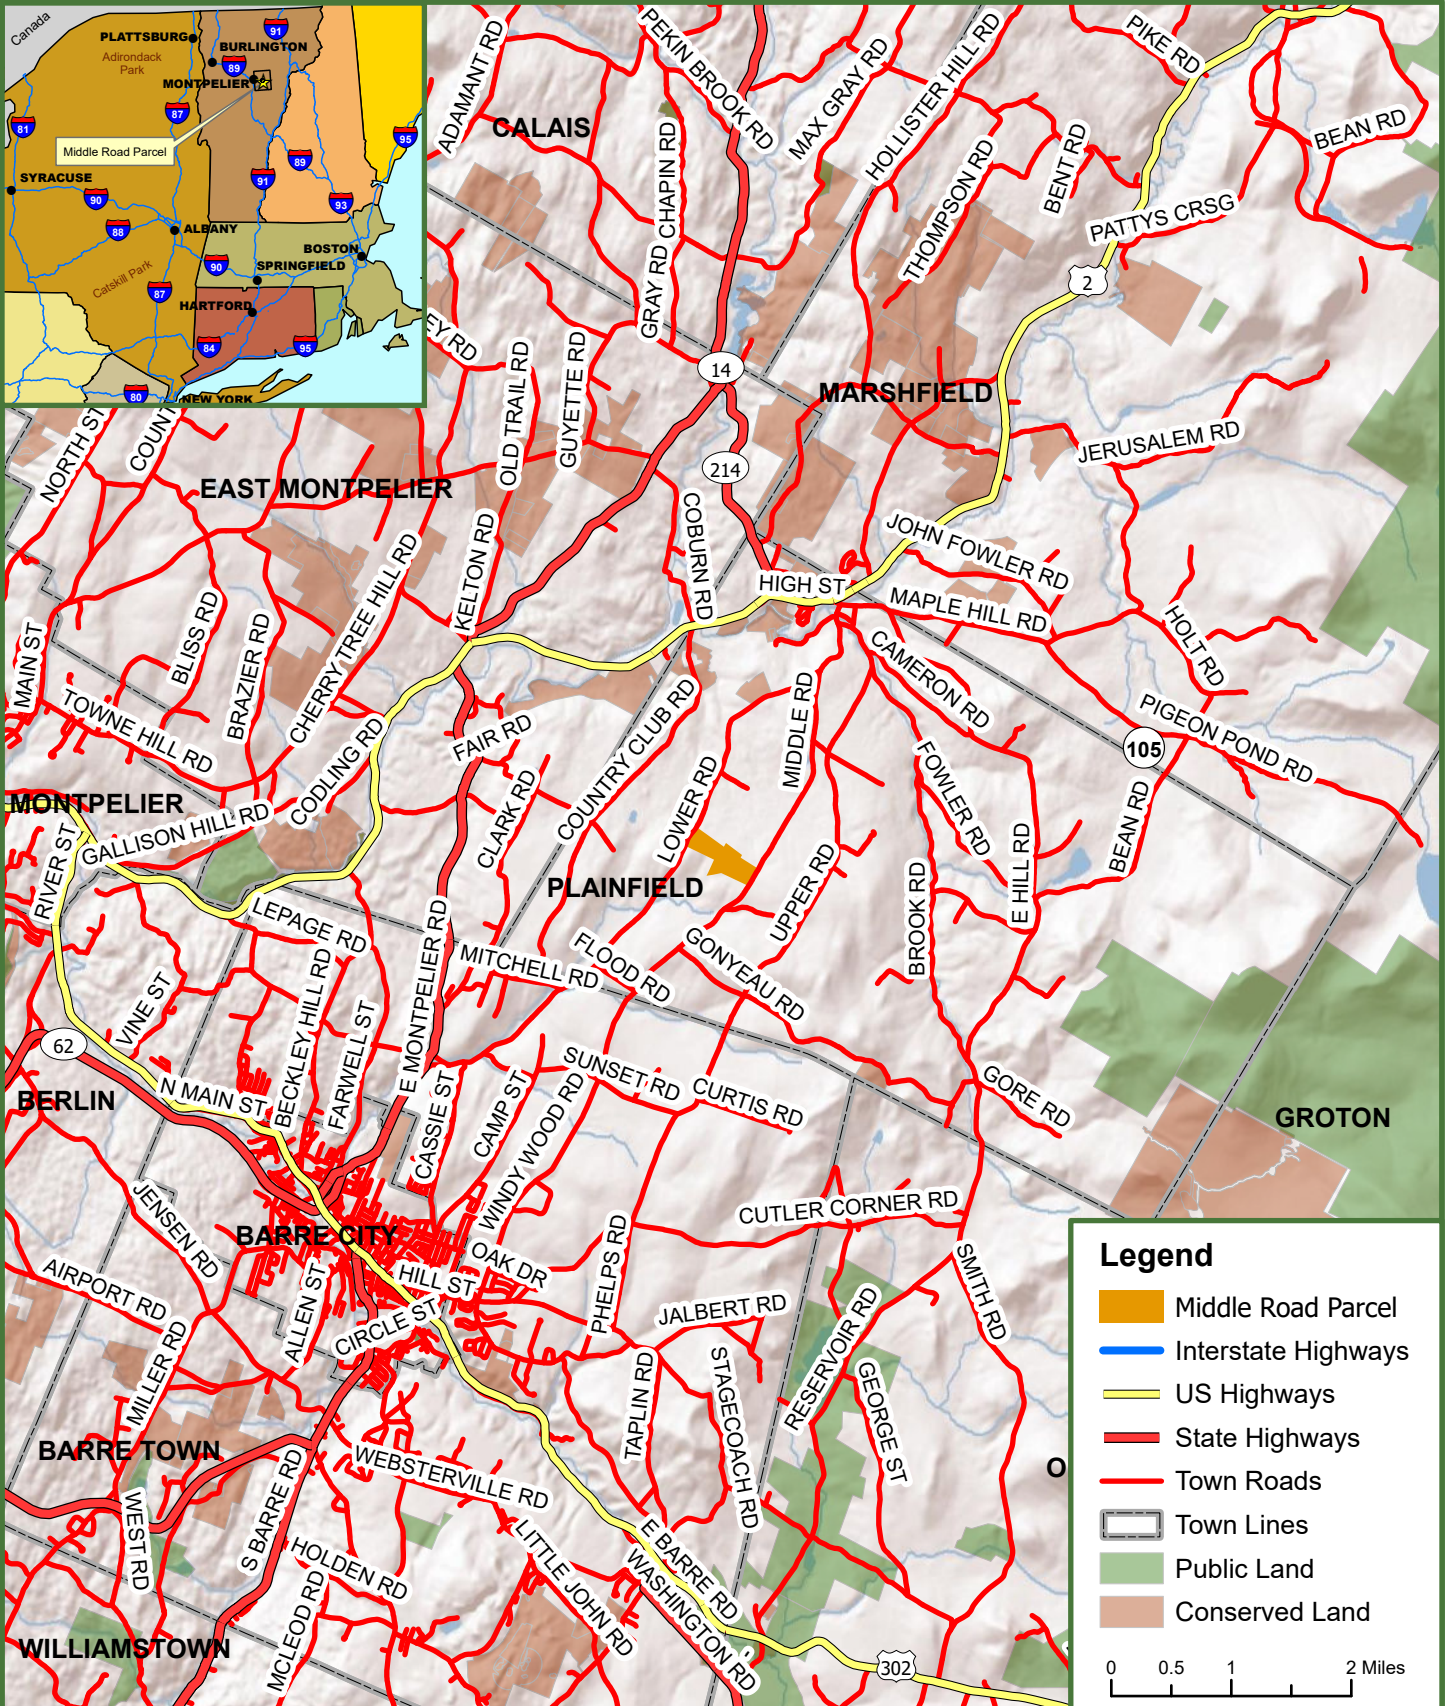 Canada
PLATTSBURG
Adirondack
Park
BURLINGTON
MONTPELIER
91
89
87
81
95
Middle Road Parcel
89
91
93
SYRACUSE
90
88
ALBANY
BOSTON
90
SPRINGFIELD
Catskill Park
87
HARTFORD
84
95
80
NEW YORK
ADAMANT RD
PEKIN BROOK RD
MAX GRAY RD
HOLLISTER HILL RD
PIKE RD
BEAN RD
CALAIS
CHAPIN RD
GRAY RD
THOMPSON RD
BENT RD
PATTYS CRSG
2
EY RD
OLD TRAIL RD
GUYETTE RD
14
MARSHFIELD
JERUSALEM RD
NORTH ST
COUNT
EAST MONTPELIER
214
COBURN RD
JOHN FOWLER RD
HIGH ST
MAPLE HILL RD
KELTON RD
CHERRY TREE HILL RD
MAIN ST
BLISS RD
BRAZIER RD
CAMERON RD
HOLT RD
TOWNE HILL RD
FAIR RD
COUNTRY CLUB RD
MIDDLE RD
PIGEON POND RD
105
CODLING RD
MONTPELIER
GALLISON HILL RD
CLARK RD
LOWER RD
FOWLER RD
BEAN RD
RIVER ST
PLAINFIELD
UPPER RD
BROOK RD
E HILL RD
LEPAGE RD
E MONTPELIER RD
MITCHELL RD
FLOOD RD
GONYEAU RD
VINE ST
BECKLEY HILL RD
FARWELL ST
62
N MAIN ST
BERLIN
CASSIE ST
CAMP ST
SUNSET RD
WINDY WOOD RD
CURTIS RD
GORE RD
GROTON
JENSEN RD
BARRE CITY
CUTLER CORNER RD
OAK DR
HILL ST
PHELPS RD
SMITH RD
AIRPORT RD
ALLEN ST
CIRCLE ST
JALBERT RD
RESERVOIR RD
MILLER RD
TAPLIN RD
STAGECOACH RD
GEORGE ST
BARRE TOWN
WEBSTERVILLE RD
O
WEST RD
S BARRE RD
HOLDEN RD
MCLEOD RD
LITTLE JOHN RD
E BARRE RD
WASHINGTON RD
WILLIAMSTOWN
302
Legend
Middle Road Parcel
Interstate Highways
US Highways
State Highways
Town Roads
Town Lines
Public Land
Conserved Land
0 0.5 1 2 Miles